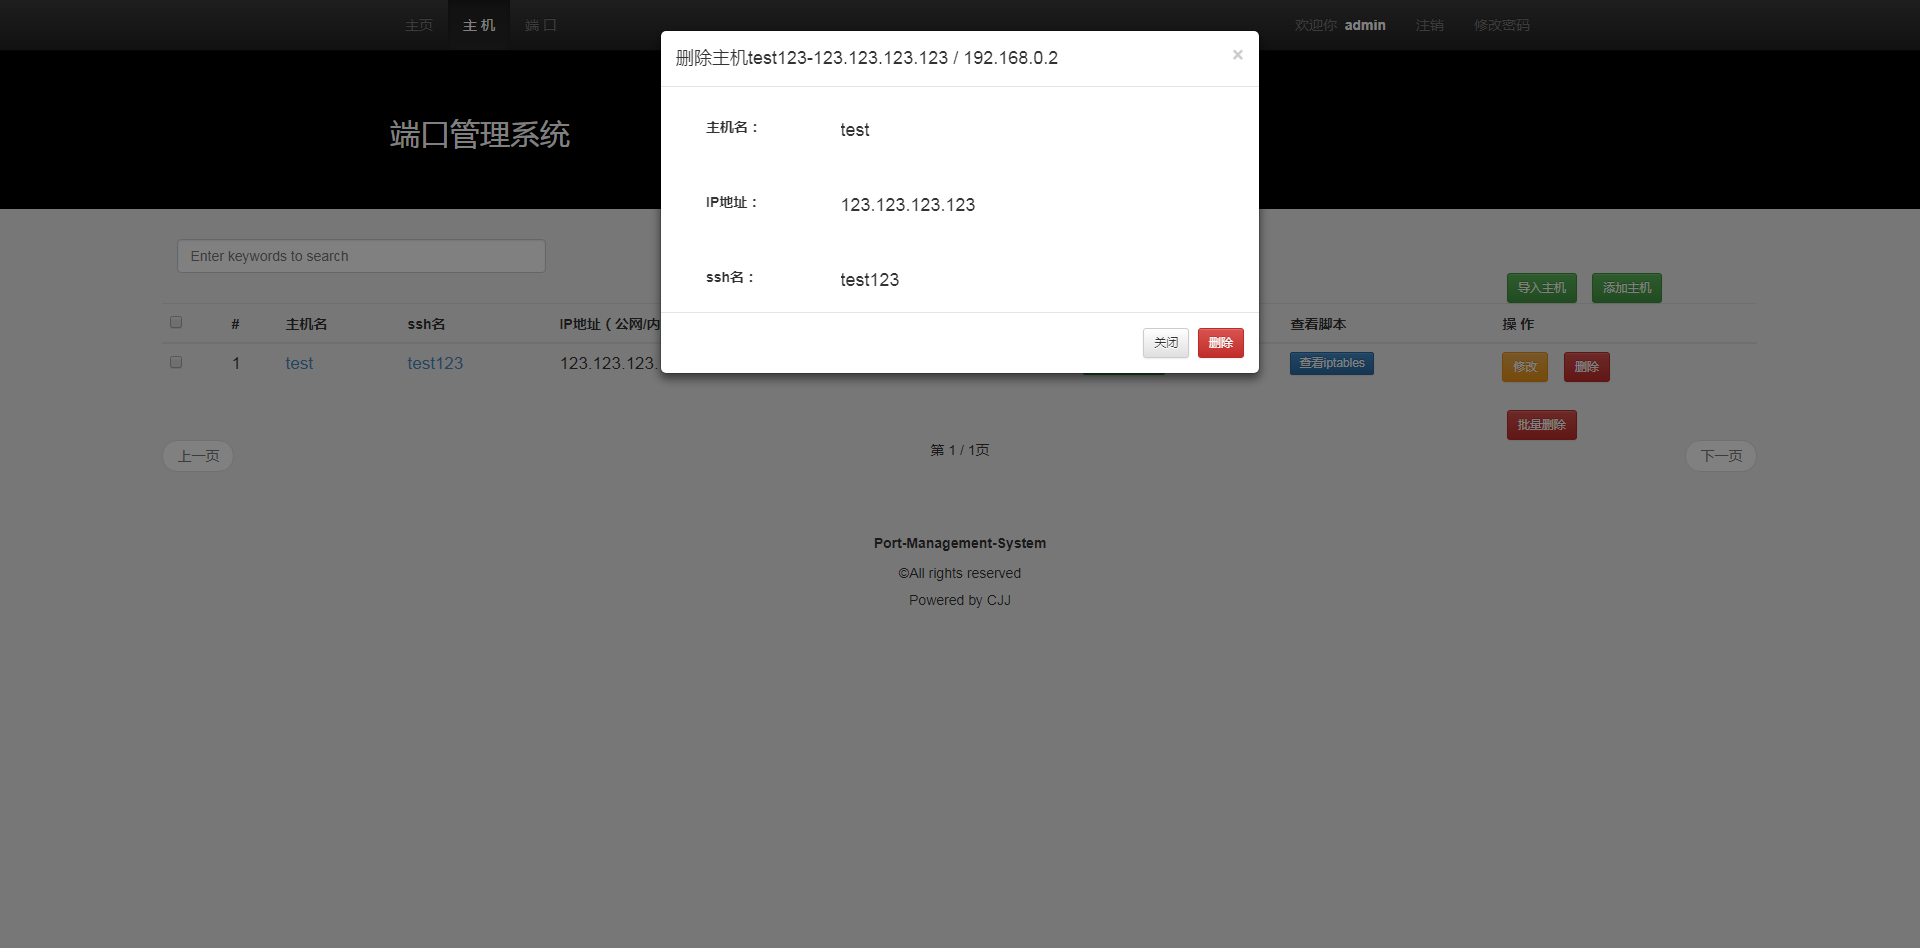 主页 主 机 端 口 欢迎你 admin 注销 修改密码
删除主机test123-123.123.123.123 / 192.168.0.2 ×
主机名： test
IP地址： 123.123.123.123
ssh名： test123
关闭 删除
端口管理系统
Enter keywords to search
导入主机 添加主机
# 主机名 ssh名 IP地址（公网/内 查看脚本 操 作
1 test test123 123.123.123. 查看iptables 修改 删除
批量删除
上一页 第 1 / 1页 下一页
Port-Management-System
©All rights reserved
Powered by CJJ